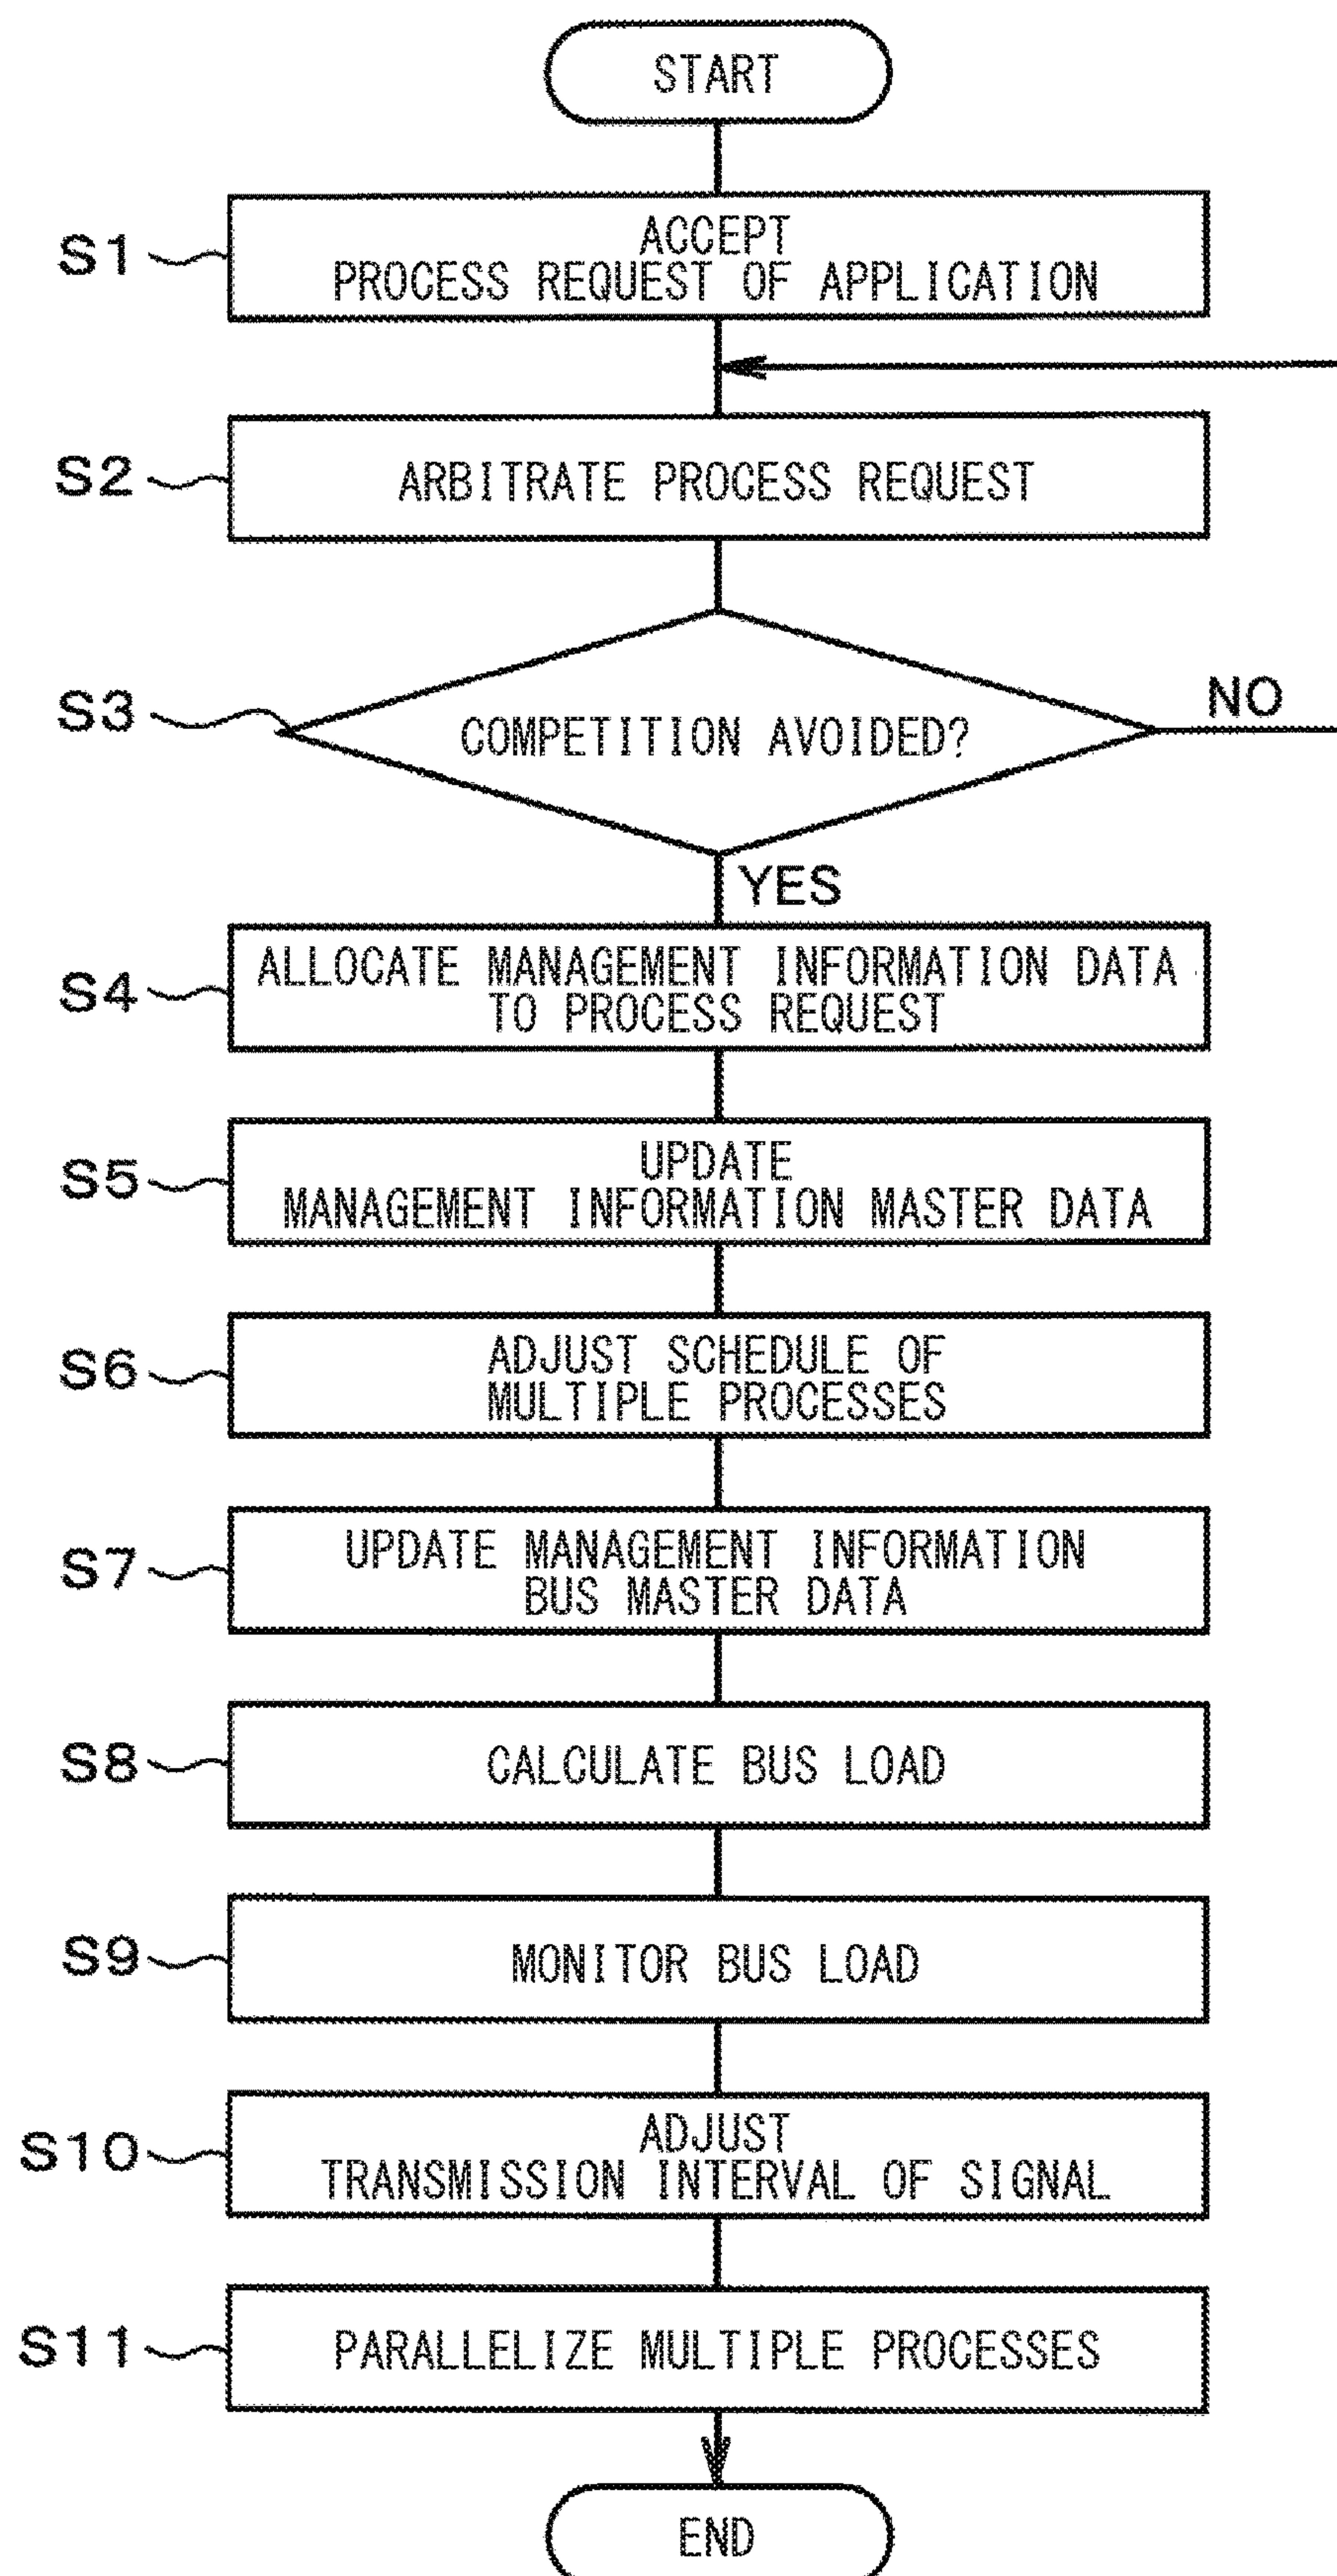 START
S1
ACCEPT
PROCESS REQUEST OF APPLICATION
S2
ARBITRATE PROCESS REQUEST
S3
COMPETITION AVOIDED?
NO
YES
S4
ALLOCATE MANAGEMENT INFORMATION DATA
TO PROCESS REQUEST
S5
UPDATE
MANAGEMENT INFORMATION MASTER DATA
S6
ADJUST SCHEDULE OF
MULTIPLE PROCESSES
S7
UPDATE MANAGEMENT INFORMATION
BUS MASTER DATA
S8
CALCULATE BUS LOAD
S9
MONITOR BUS LOAD
S10
ADJUST
TRANSMISSION INTERVAL OF SIGNAL
S11
PARALLELIZE MULTIPLE PROCESSES
END